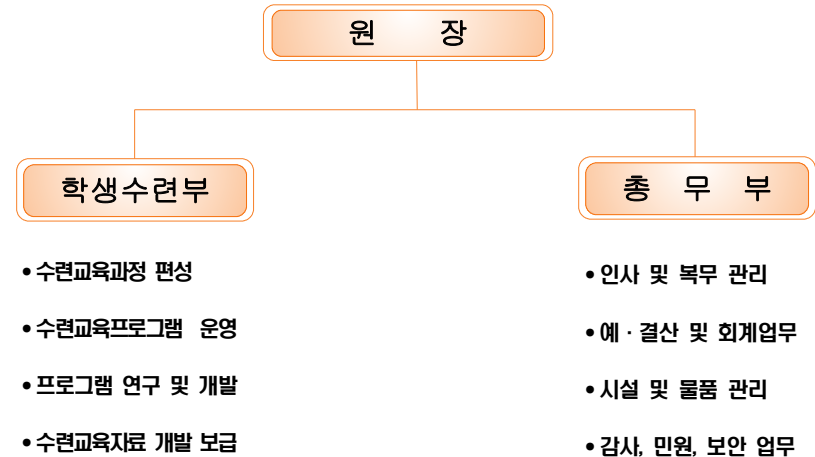 원 장
학생수련부
총 무 부
• 수련교육과정 편성
• 수련교육프로그램 운영
• 프로그램 연구 및 개발
• 수련교육자료 개발 보급
• 인사 및 복무 관리
• 예 · 결산 및 회계업무
• 시설 및 물품 관리
• 감사, 민원, 보안 업무